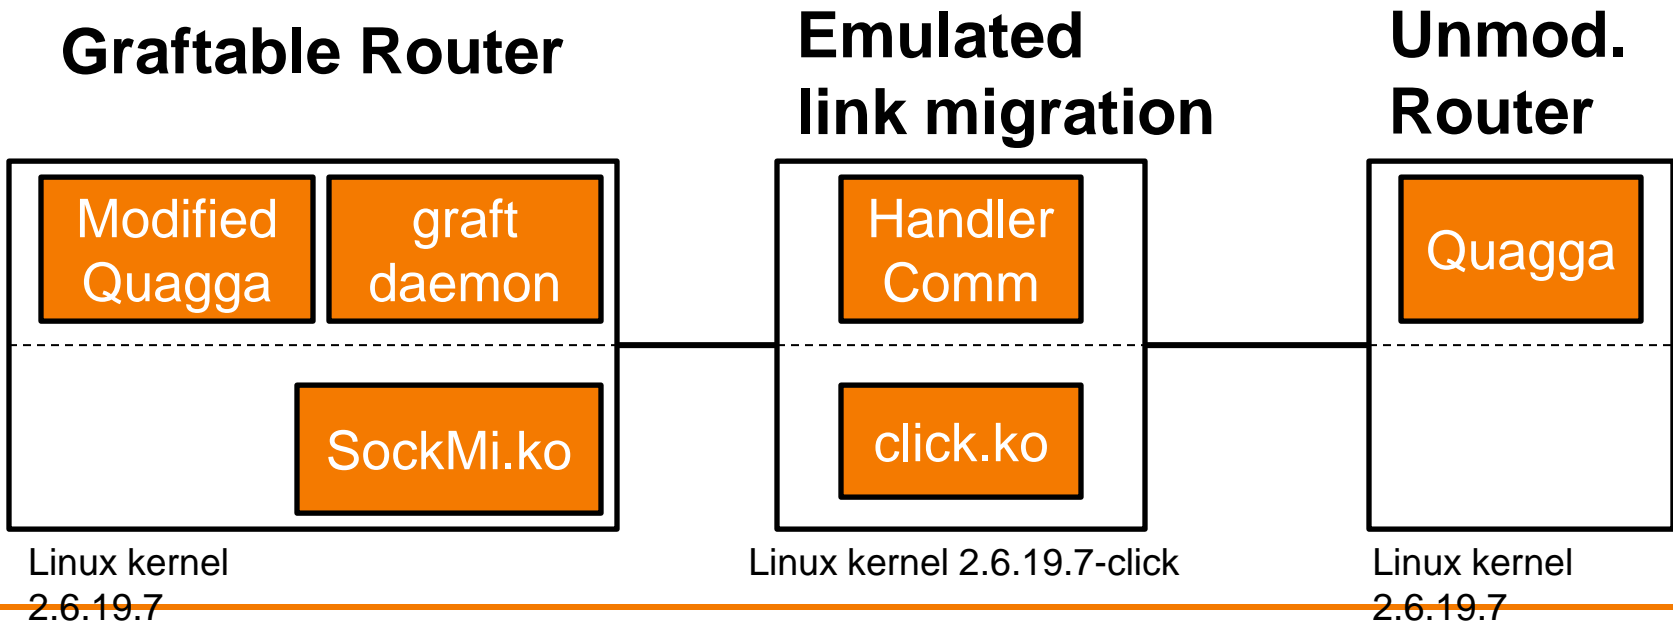 Graftable Router
Emulated
link migration
Unmod.
Router
Modified
Quagga
graft
daemon
SockMi.ko
Handler
Comm
click.ko
Quagga
Linux kernel
2.6.19.7
Linux kernel 2.6.19.7-click
Linux kernel
2.6.19.7